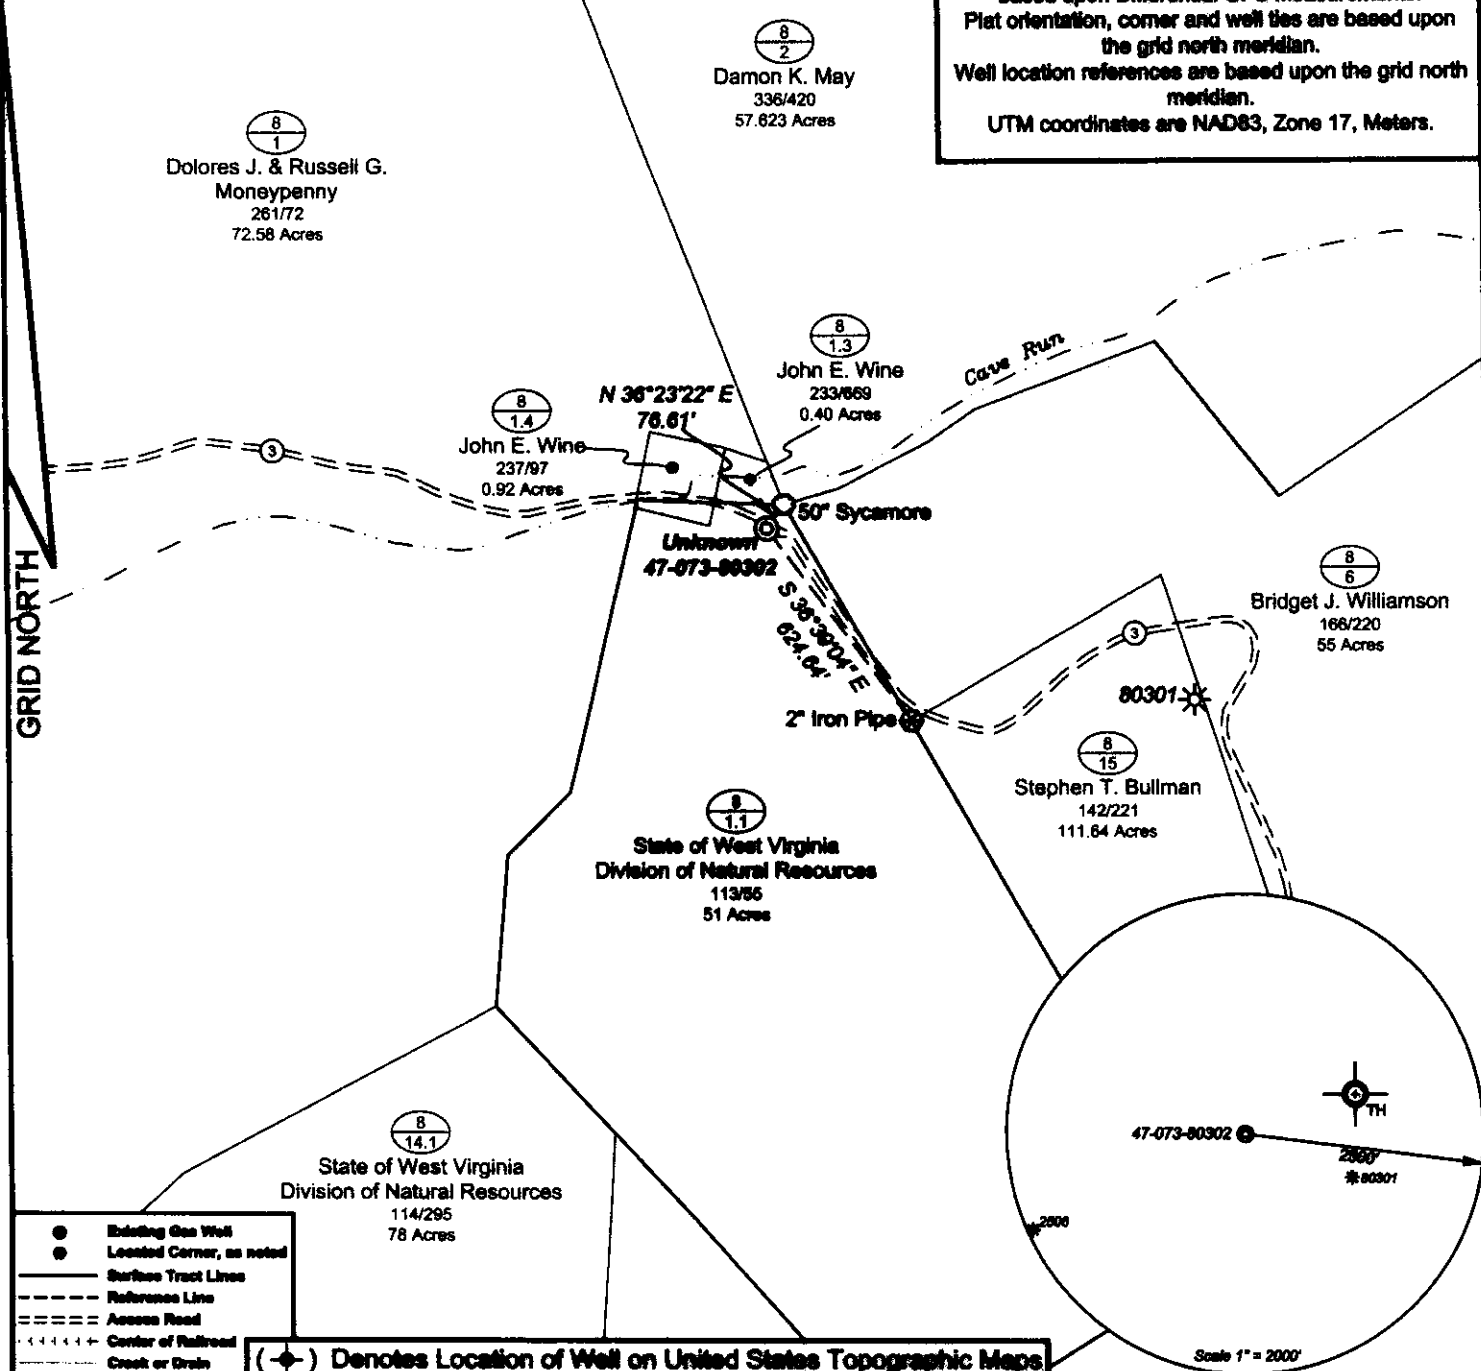 Plat orientation, corner and well ties are based upon
the grid north meridian.
Well location references are based upon the grid north
meridian.
UTM coordinates are NAD83, Zone 17, Meters.
8
2
Damon K. May
336/420
57.623 Acres
8
1
Dolores J. & Russell G.
Moneypenny
261/72
72.58 Acres
8
1.3
John E. Wine
233/669
0.40 Acres
Cave Run
N 36°23'22" E
76.61'
8
1.4
John E. Wine
237/97
0.92 Acres
3
50" Sycamore
Unknown
47-073-80302
S 36°39'04" E
624.64'
GRID NORTH
8
6
Bridget J. Williamson
166/220
55 Acres
3
80301
2" Iron Pipe
8
15
Stephen T. Bullman
142/221
111.64 Acres
8
1.1
State of West Virginia
Division of Natural Resources
113/55
51 Acres
TH
47-073-80302
80301
8
14.1
State of West Virginia
Division of Natural Resources
114/295
78 Acres
Existing Gas Well
Located Corner, as noted
Surface Tract Lines
Reference Line
Access Road
Center of Railroad
Creek or Drain
( ) Denotes Location of Well on United States Topographic Maps
Scale 1" = 2000'